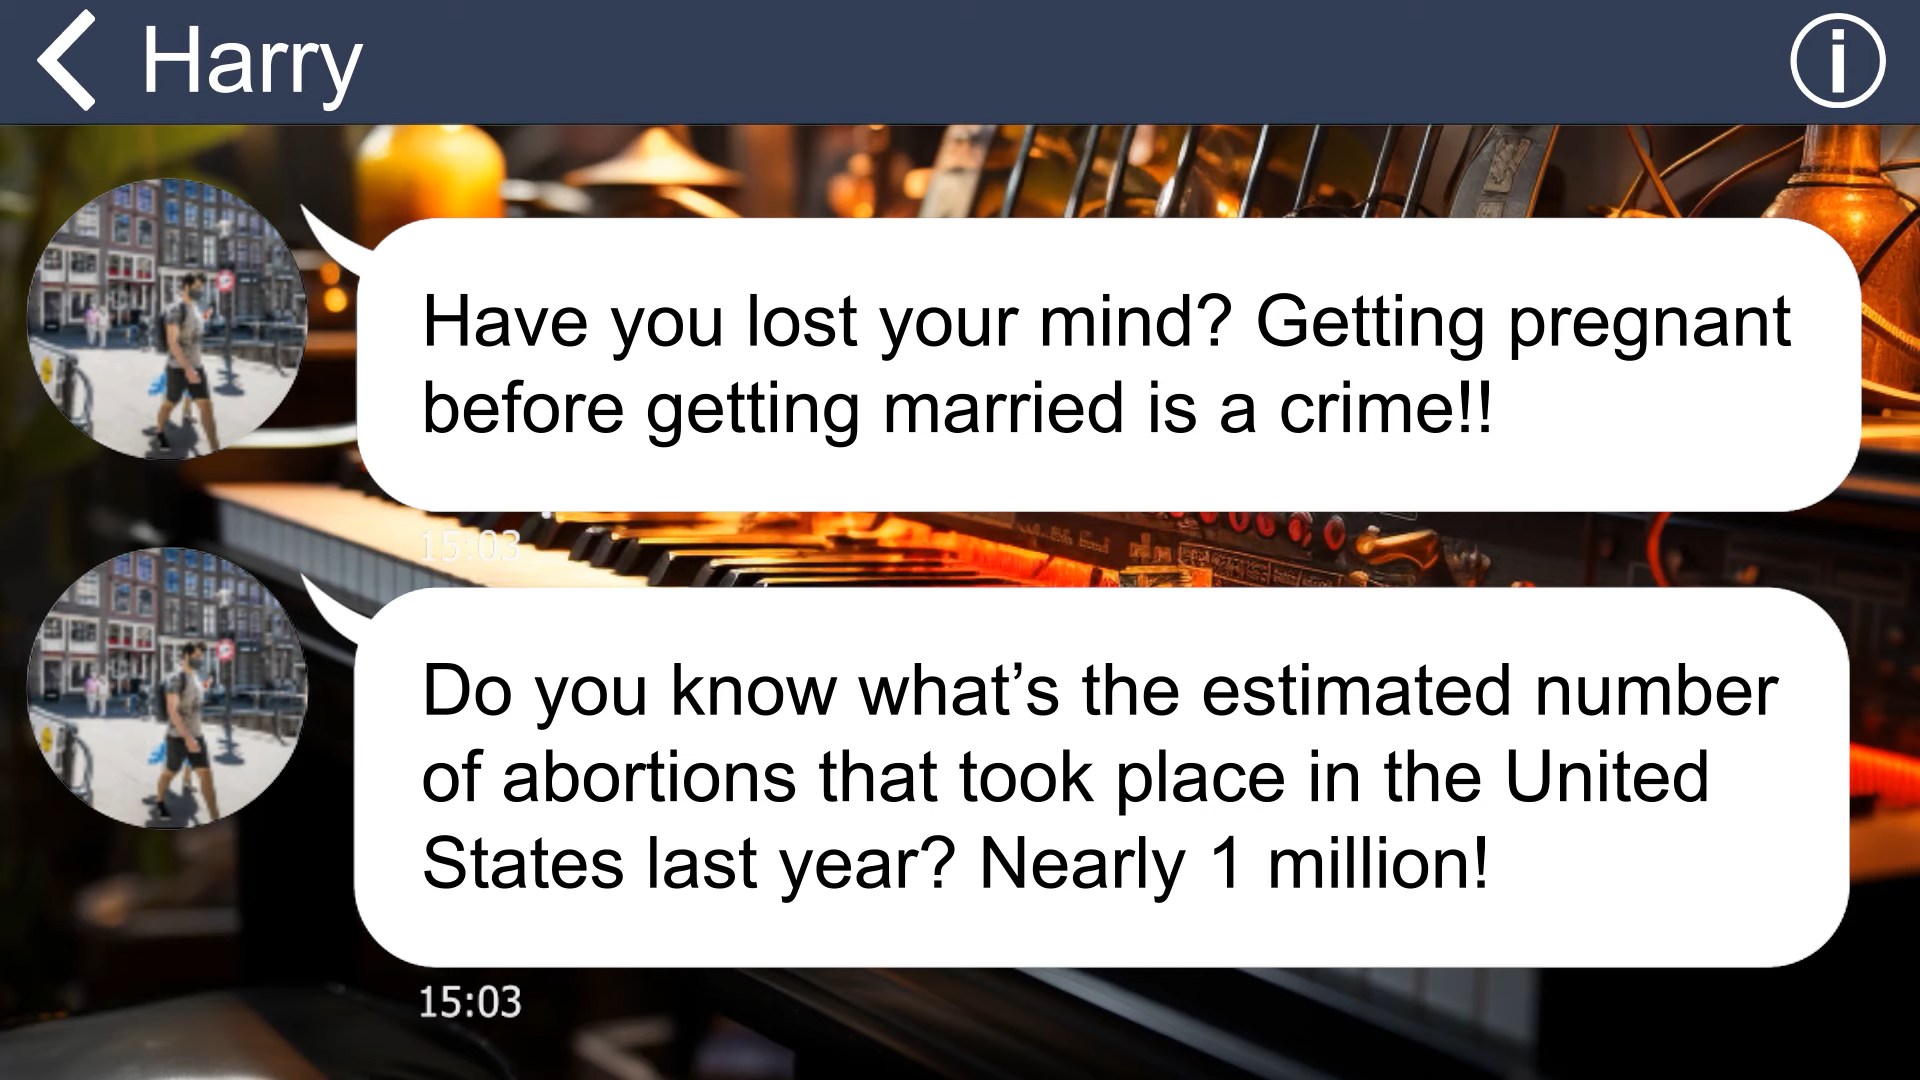 Harry
Have you lost your mind? Getting pregnant
before getting married is a crime!!
15:03
Do you know what’s the estimated number
of abortions that took place in the United
States last year? Nearly 1 million!
15:03